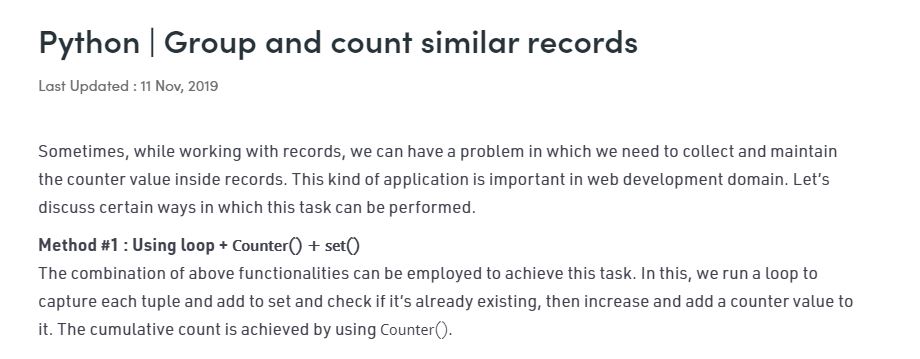 Python | Group and count similar records
Last Updated : 11 Nov, 2019
Sometimes, while working with records, we can have a problem in which we need to collect and maintain
the counter value inside records. This kind of application is important in web development domain. Let's
discuss certain ways in which this task can be performed.
Method #1 : Using loop + Counter() + set()
The combination of above functionalities can be employed to achieve this task. In this, we run a loop to
capture each tuple and add to set and check if it's already existing, then increase and add a counter value to
it. The cumulative count is achieved by using Counter().